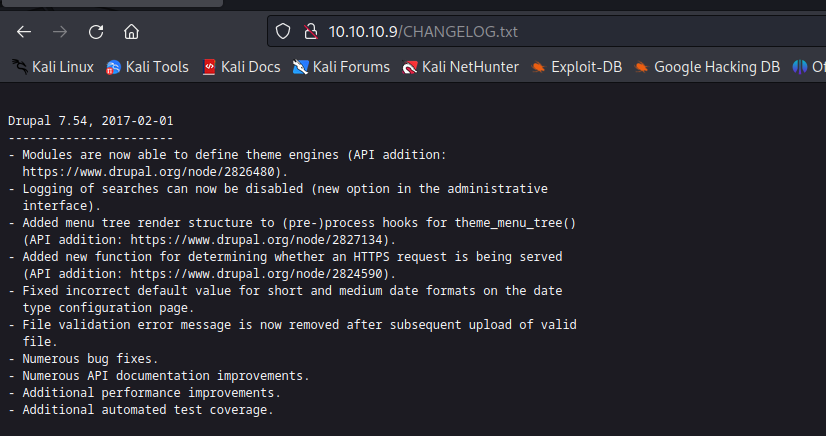 10.10.10.9/CHANGELOG.txt
Kali Linux Kali Tools Kali Docs Kali Forums Kali NetHunter Exploit-DB Google Hacking DB
Drupal 7.54, 2017-02-01
-----------------------
- Modules are now able to define theme engines (API addition:
https://www.drupal.org/node/2826480).
- Logging of searches can now be disabled (new option in the administrative
interface).
- Added menu tree render structure to (pre-)process hooks for theme_menu_tree()
(API addition: https://www.drupal.org/node/2827134).
- Added new function for determining whether an HTTPS request is being served
(API addition: https://www.drupal.org/node/2824590).
- Fixed incorrect default value for short and medium date formats on the date
type configuration page.
- File validation error message is now removed after subsequent upload of valid
file.
- Numerous bug fixes.
- Numerous API documentation improvements.
- Additional performance improvements.
- Additional automated test coverage.